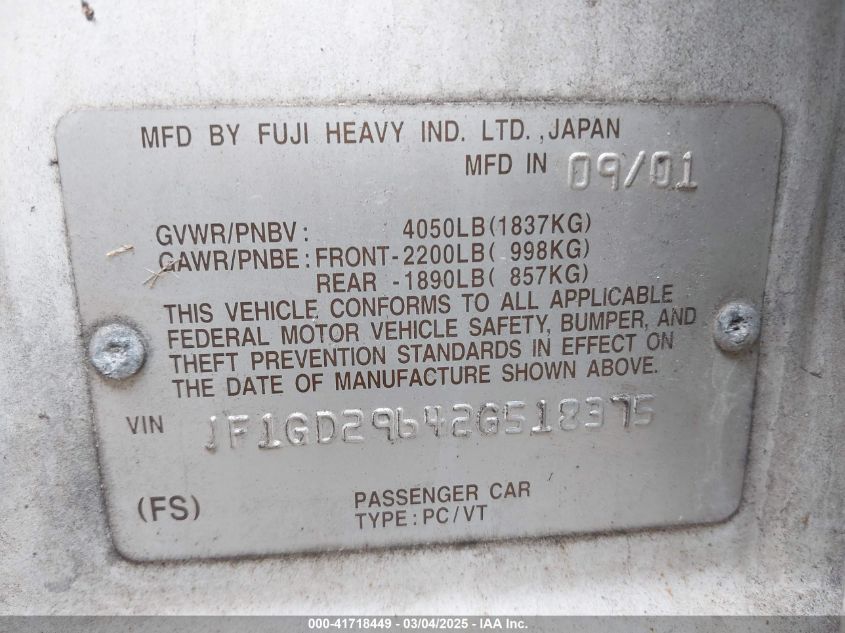 MFD BY FUJI HEAVY IND. LTD., JAPAN
MFD IN 09/01
GVWR/PNBV: 4050LB(1837KG)
GAWR/PNBE: FRONT-2200LB( 998KG)
REAR -1890LB( 857KG)
THIS VEHICLE CONFORMS TO ALL APPLICABLE
FEDERAL MOTOR VEHICLE SAFETY, BUMPER, AND
THEFT PREVENTION STANDARDS IN EFFECT ON
THE DATE OF MANUFACTURE SHOWN ABOVE.
VIN JF1GD29642G518375
(FS) PASSENGER CAR
TYPE: PC/VT
000-41718449 - 03/04/2025 - IAA Inc.